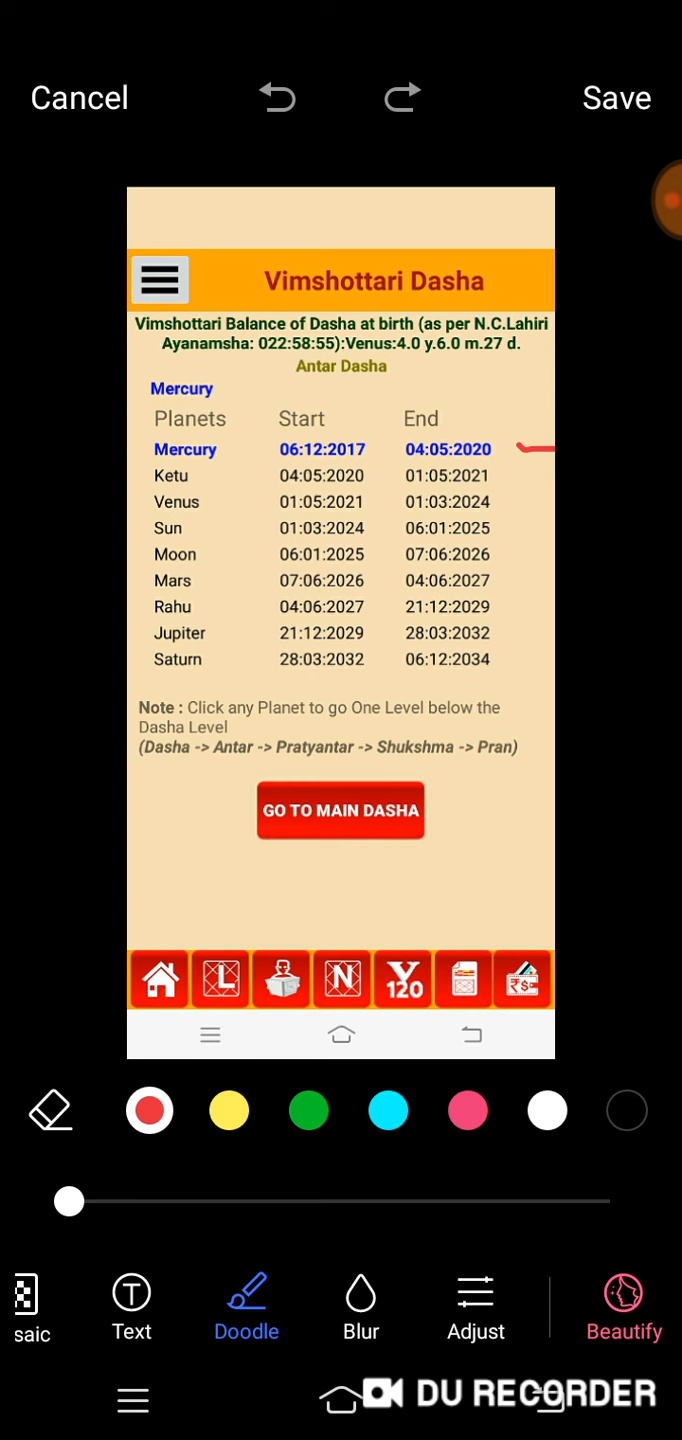 Cancel
Save
Vimshottari Dasha
Vimshottari Balance of Dasha at birth (as per N.C.Lahiri
Ayanamsha: 022:58:55):Venus:4.0 y.6.0 m.27 d.
Antar Dasha
Mercury
Planets Start End
Mercury 06:12:2017 04:05:2020
Ketu 04:05:2020 01:05:2021
Venus 01:05:2021 01:03:2024
Sun 01:03:2024 06:01:2025
Moon 06:01:2025 07:06:2026
Mars 07:06:2026 04:06:2027
Rahu 04:06:2027 21:12:2029
Jupiter 21:12:2029 28:03:2032
Saturn 28:03:2032 06:12:2034
Note : Click any Planet to go One Level below the
Dasha Level
(Dasha -> Antar -> Pratyantar -> Shukshma -> Pran)
GO TO MAIN DASHA
L N Y 120 ₹$
saic Text Doodle Blur Adjust Beautify
DU RECORDER